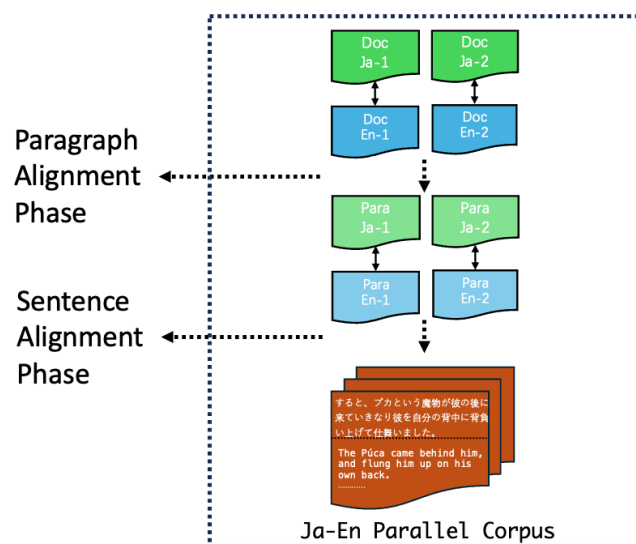 Doc
Ja-1
Doc
Ja-2
Doc
En-1
Doc
En-2
Paragraph
Alignment
Phase
Para
Ja-1
Para
Ja-2
Para
En-1
Para
En-2
Sentence
Alignment
Phase
すると、プカという魔物が彼の後に
来ていきなり彼を自分の背中に背負
い上げて仕舞いました。
The Púca came behind him,
and flung him up on his
own back.
............
Ja-En Parallel Corpus